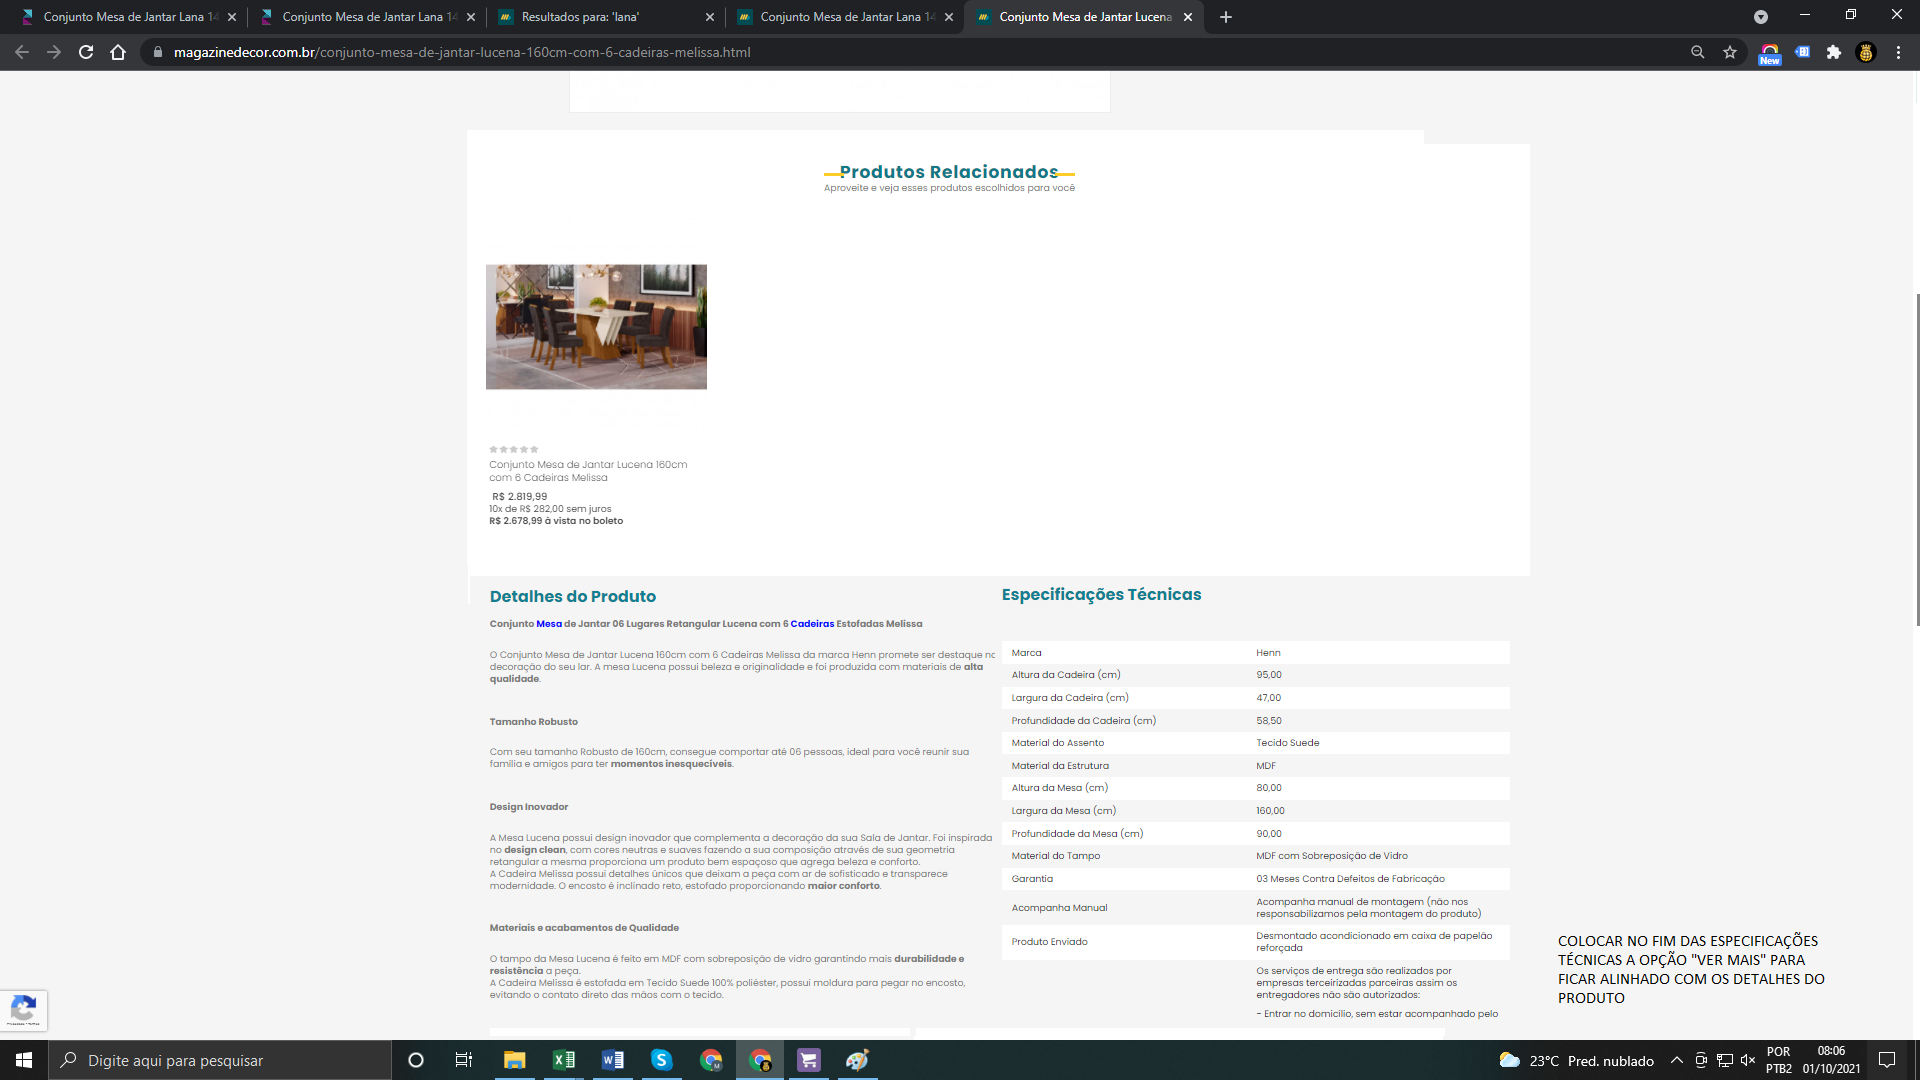 Conjunto Mesa de Jantar Lana 14
Conjunto Mesa de Jantar Lana 14
Resultados para: 'lana'
Conjunto Mesa de Jantar Lana 14
Conjunto Mesa de Jantar Lucena
magazinedecor.com.br/conjunto-mesa-de-jantar-lucena-160cm-com-6-cadeiras-melissa.html
New
Produtos Relacionados
Aproveite e veja esses produtos escolhidos para você
Conjunto Mesa de Jantar Lucena 160cm
com 6 Cadeiras Melissa
R$ 2.819,99
10x de R$ 282,00 sem juros
R$ 2.678,99 à vista no boleto
Detalhes do Produto
Conjunto Mesa de Jantar 06 Lugares Retangular Lucena com 6 Cadeiras Estofadas Melissa
O Conjunto Mesa de Jantar Lucena 160cm com 6 Cadeiras Melissa da marca Henn promete ser destaque na
decoração do seu lar. A mesa Lucena possui beleza e originalidade e foi produzida com materiais de alta
qualidade.
Tamanho Robusto
Com seu tamanho Robusto de 160cm, consegue comportar até 06 pessoas, ideal para você reunir sua
família e amigos para ter momentos inesquecíveis.
Design Inovador
A Mesa Lucena possui design inovador que complementa a decoração da sua Sala de Jantar. Foi inspirada
no design clean, com cores neutras e suaves fazendo a sua composição através de sua geometria
retangular a mesma proporciona um produto bem espaçoso que agrega beleza e conforto.
A Cadeira Melissa possui detalhes únicos que deixam a peça com ar de sofisticado e transparece
modernidade. O encosto é inclinado reto, estofado proporcionando maior conforto.
Materiais e acabamentos de Qualidade
O tampo da Mesa Lucena é feito em MDF com sobreposição de vidro garantindo mais durabilidade e
resistência a peça.
A Cadeira Melissa é estofada em Tecido Suede 100% poliéster, possui moldura para pegar no encosto,
evitando o contato direto das mãos com o tecido.
Especificações Técnicas
Marca Henn
Altura da Cadeira (cm) 95,00
Largura da Cadeira (cm) 47,00
Profundidade da Cadeira (cm) 58,50
Material do Assento Tecido Suede
Material da Estrutura MDF
Altura da Mesa (cm) 80,00
Largura da Mesa (cm) 160,00
Profundidade da Mesa (cm) 90,00
Material do Tampo MDF com Sobreposição de Vidro
Garantia 03 Meses Contra Defeitos de Fabricação
Acompanha Manual Acompanha manual de montagem (não nos
responsabilizamos pela montagem do produto)
Produto Enviado Desmontado acondicionado em caixa de papelão
reforçada
Os serviços de entrega são realizados por
empresas terceirizadas parceiras assim os
entregadores não são autorizados:
- Entrar no domicílio, sem estar acompanhado pelo
COLOCAR NO FIM DAS ESPECIFICAÇÕES
TÉCNICAS A OPÇÃO "VER MAIS" PARA
FICAR ALINHADO COM OS DETALHES DO
PRODUTO
Digite aqui para pesquisar
23°C Pred. nublado
POR
PTB2
08:06
01/10/2021